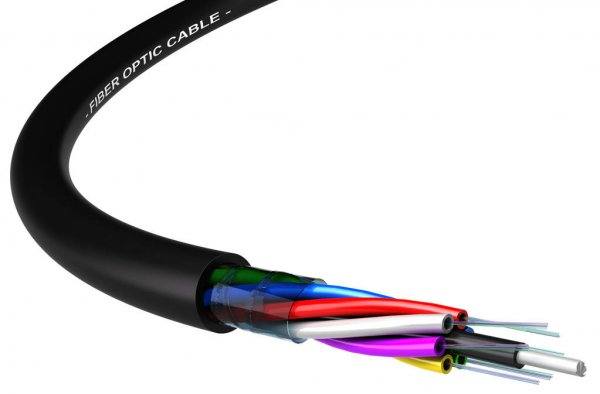 - FIBER OPTIC CABLE -